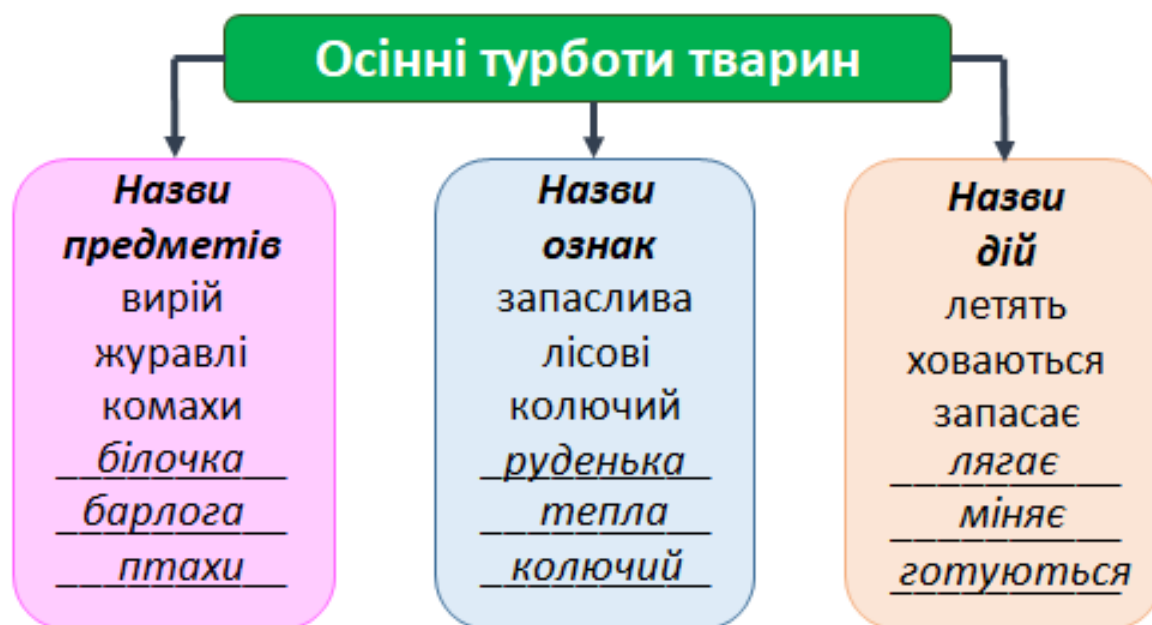 Осінні турботи тварин
Назви
предметів
вирій
журавлі
комахи
білочка
барлога
птахи
Назви
ознак
запаслива
лісові
колючий
руденька
тепла
колючий
Назви
дій
летять
ховаються
запасає
лягає
міняє
готуються